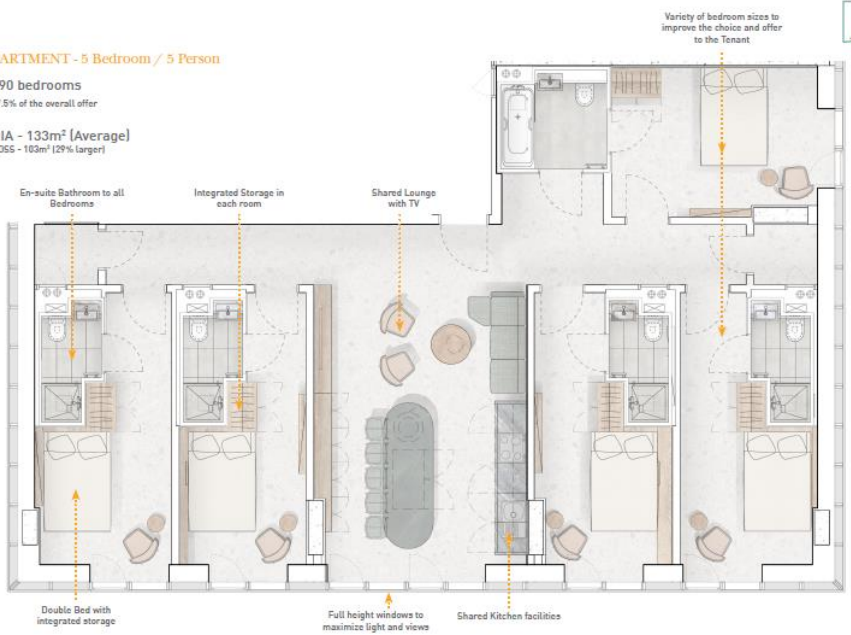 Variety of bedroom sizes to
improve the choice and offer
to the Tenant
ARTMENT - 5 Bedroom / 5 Person
90 bedrooms
.5% of the overall offer
IA - 133m² (Average)
OSS - 103m² (29% larger)
En-suite Bathroom to all
Bedrooms
Integrated Storage in
each room
Shared Lounge
with TV
Double Bed with
integrated storage
Full height windows to
maximize light and views
Shared Kitchen facilities